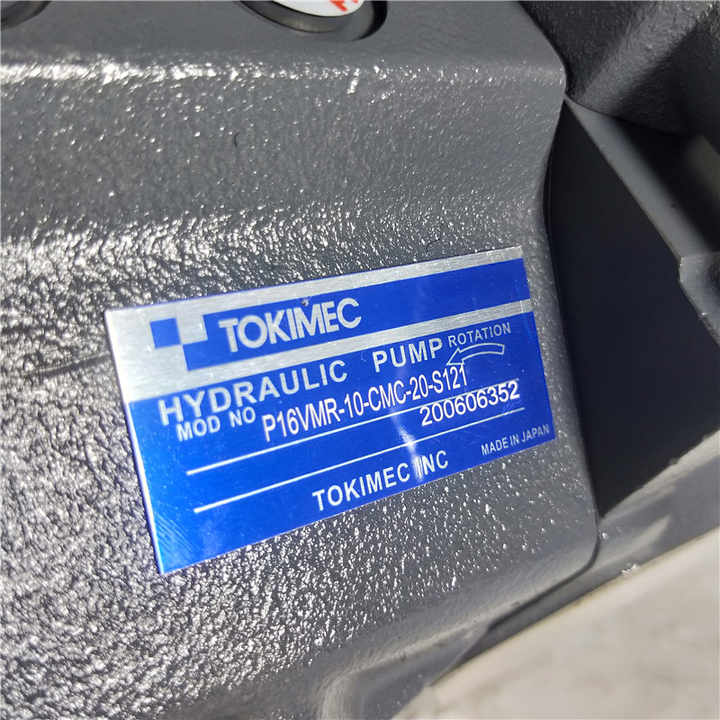 TOKIMEC
HYDRAULIC PUMP ROTATION
MOD NO P16VMR-10-CMC-20-S121
200606352
MADE IN JAPAN
TOKIMEC INC